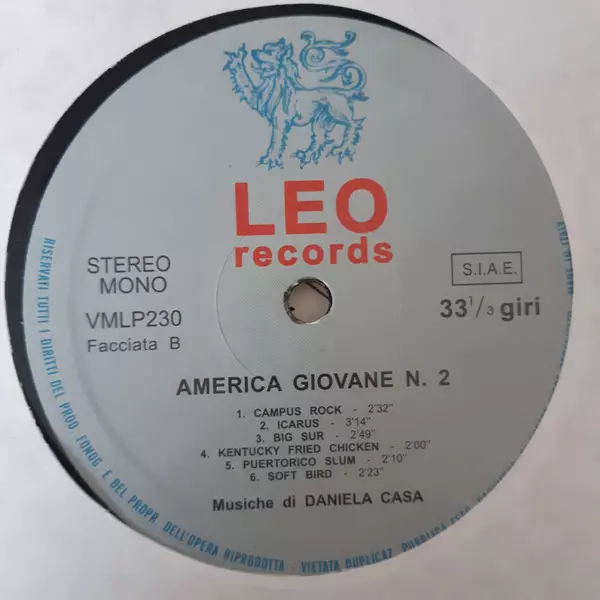 LEO
records
STEREO
MONO
S.I.A.E.
VMLP230
33 1/3 giri
Facciata B
AMERICA GIOVANE N. 2
1. CAMPUS ROCK - 2'32"
2. ICARUS - 3'14"
3. BIG SUR - 2'49"
4. KENTUCKY FRIED CHICKEN - 2'00"
5. PUERTORICO SLUM - 2'10"
6. SOFT BIRD - 2'23"
Musiche di DANIELA CASA
RISERVATI TUTTI I DIRITTI DEL PROD. FONOG. E DEL PROPR. DELL'OPERA RIPRODOTTA - VIETATA DUPLICAZ. PUBBLICA